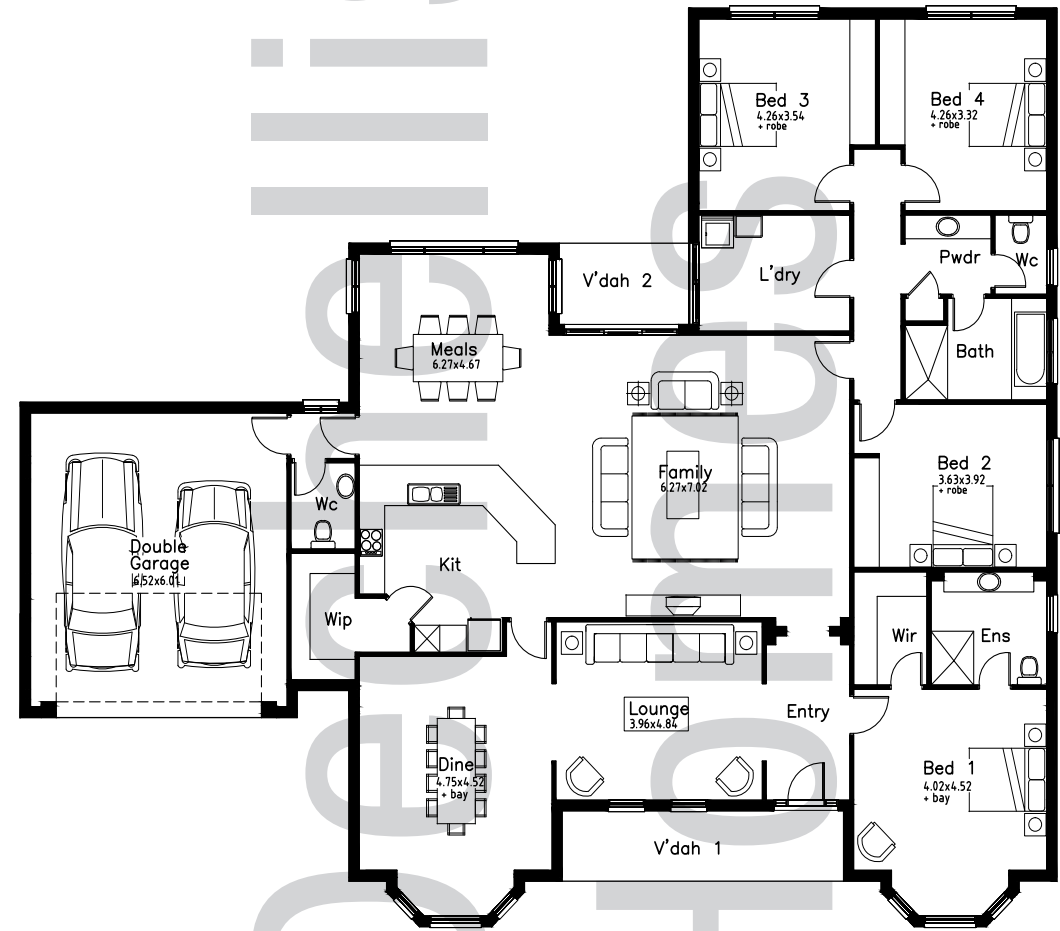 Bed 3
4.26x3.54
+ robe
Bed 4
4.26x3.32
+ robe
V'dah 2
L'dry
Pwdr
Wc
Bath
Meals
6.27x4.67
Family
6.27x7.02
Bed 2
3.63x3.92
+ robe
Wc
Double
Garage
6.52x6.01
Kit
Wip
Wir
Ens
Lounge
3.96x4.84
Entry
Dine
4.75x4.52
+ bay
Bed 1
4.02x4.52
+ bay
V'dah 1